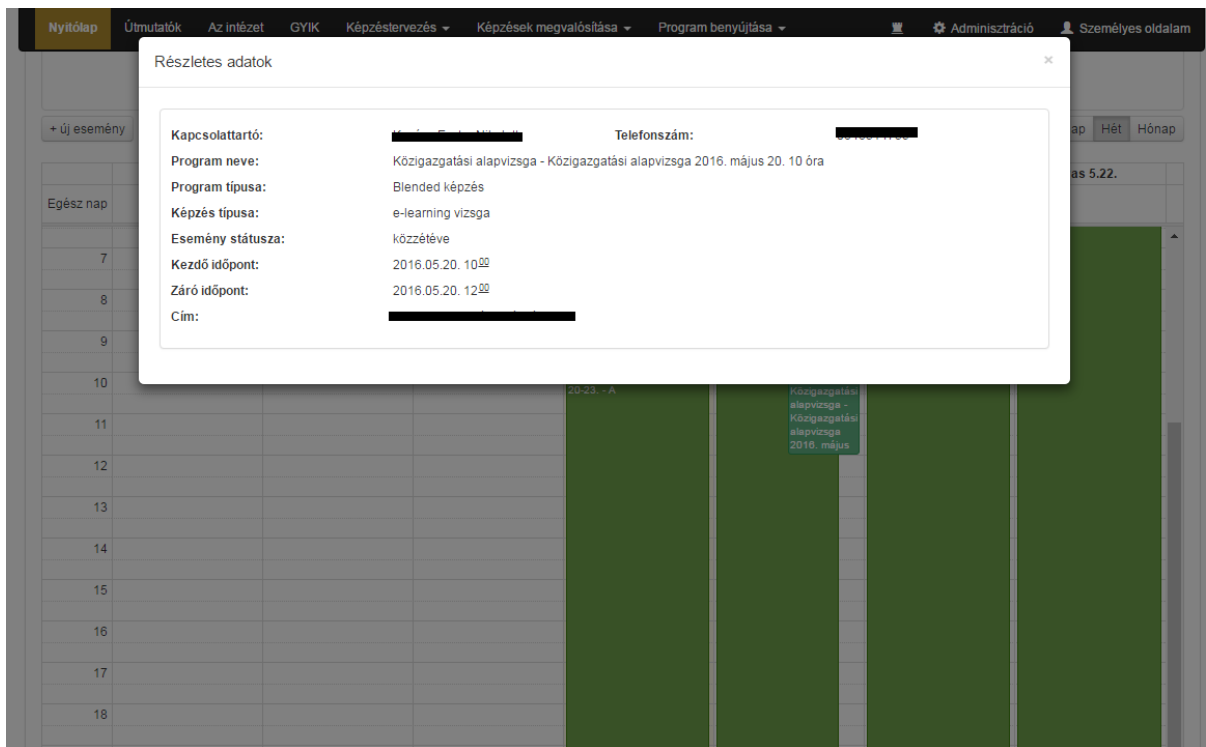 Nyitólap Útmutatók Az intézet GYIK Képzéstervezés Képzések megvalósítása Program benyújtása Adminisztráció Személyes oldalam
Részletes adatok ×
+ új esemény Hét Hónap
Kapcsolattartó: Telefonszám:
Program neve: Közigazgatási alapvizsga - Közigazgatási alapvizsga 2016. május 20. 10 óra
Program típusa: Blended képzés
Képzés típusa: e-learning vizsga
Esemény státusza: közzétéve
Kezdő időpont: 2016.05.20. 10⁰⁰
Záró időpont: 2016.05.20. 12⁰⁰
Cím:
5.22.
Egész nap
7
8
9
10
20-23. - A
Közigazgatási
alapvizsga -
Közigazgatási
alapvizsga
2016. május
11
12
13
14
15
16
17
18